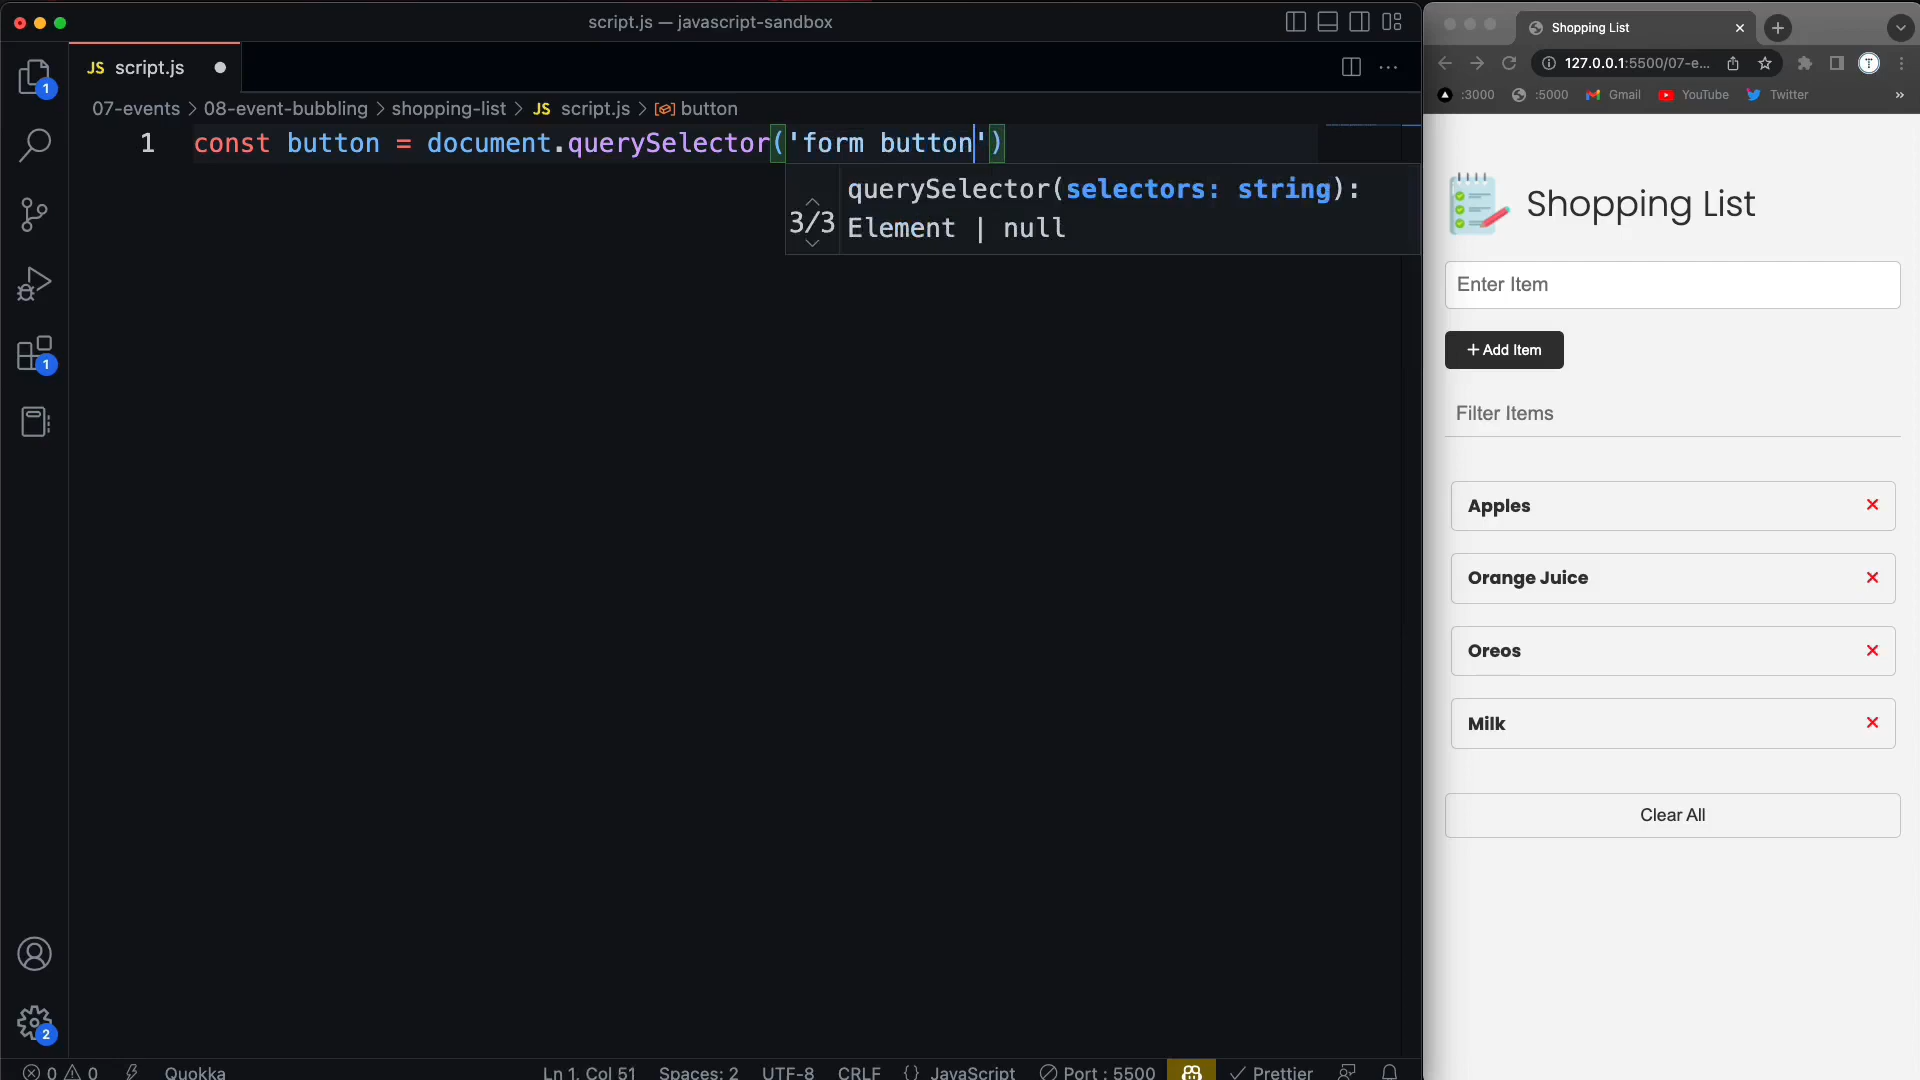 script.js — javascript-sandbox
JS script.js
07-events > 08-event-bubbling > shopping-list > JS script.js > button
1 const button = document.querySelector('form button')
querySelector(selectors: string):
3/3
Element | null
1
1
2
0 0 Quokka Ln 1, Col 51 Spaces: 2 UTF-8 CRLF {} JavaScript Port : 5500 Prettier
Shopping List
127.0.0.1:5500/07-e...
T
:3000 :5000 Gmail YouTube Twitter »
Shopping List
Enter Item
+ Add Item
Filter Items
Apples
Orange Juice
Oreos
Milk
Clear All